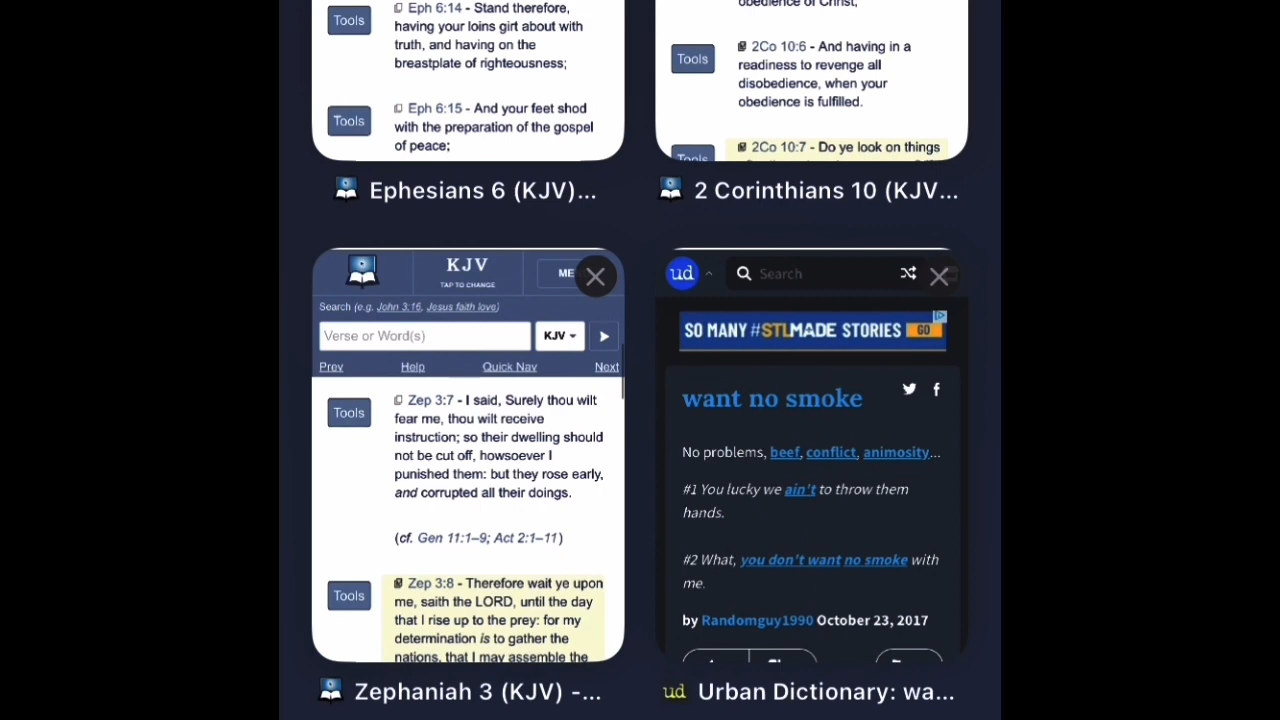 Tools
Eph 6:14 - Stand therefore,
having your loins girt about with
truth, and having on the
breastplate of righteousness;
Tools
Eph 6:15 - And your feet shod
with the preparation of the gospel
of peace;
Ephesians 6 (KJV)...
obedience of Christ;
Tools
2Co 10:6 - And having in a
readiness to revenge all
disobedience, when your
obedience is fulfilled.
Tools
2Co 10:7 - Do ye look on things
2 Corinthians 10 (KJV...
KJV
TAP TO CHANGE
ME
Search (e.g. John 3:16, Jesus faith love)
Verse or Word(s)
KJV
Prev Help Quick Nav Next
Tools
Zep 3:7 - I said, Surely thou wilt
fear me, thou wilt receive
instruction; so their dwelling should
not be cut off, howsoever I
punished them: but they rose early,
and corrupted all their doings.
(cf. Gen 11:1–9; Act 2:1–11)
Tools
Zep 3:8 - Therefore wait ye upon
me, saith the LORD, until the day
that I rise up to the prey: for my
determination is to gather the
nations, that I may assemble the
Zephaniah 3 (KJV) -...
ud
Search
SO MANY #STLMADE STORIES GO
want no smoke
No problems, beef, conflict, animosity...
#1 You lucky we ain't to throw them
hands.
#2 What, you don't want no smoke with
me.
by Randomguy1990 October 23, 2017
ud Urban Dictionary: wa...